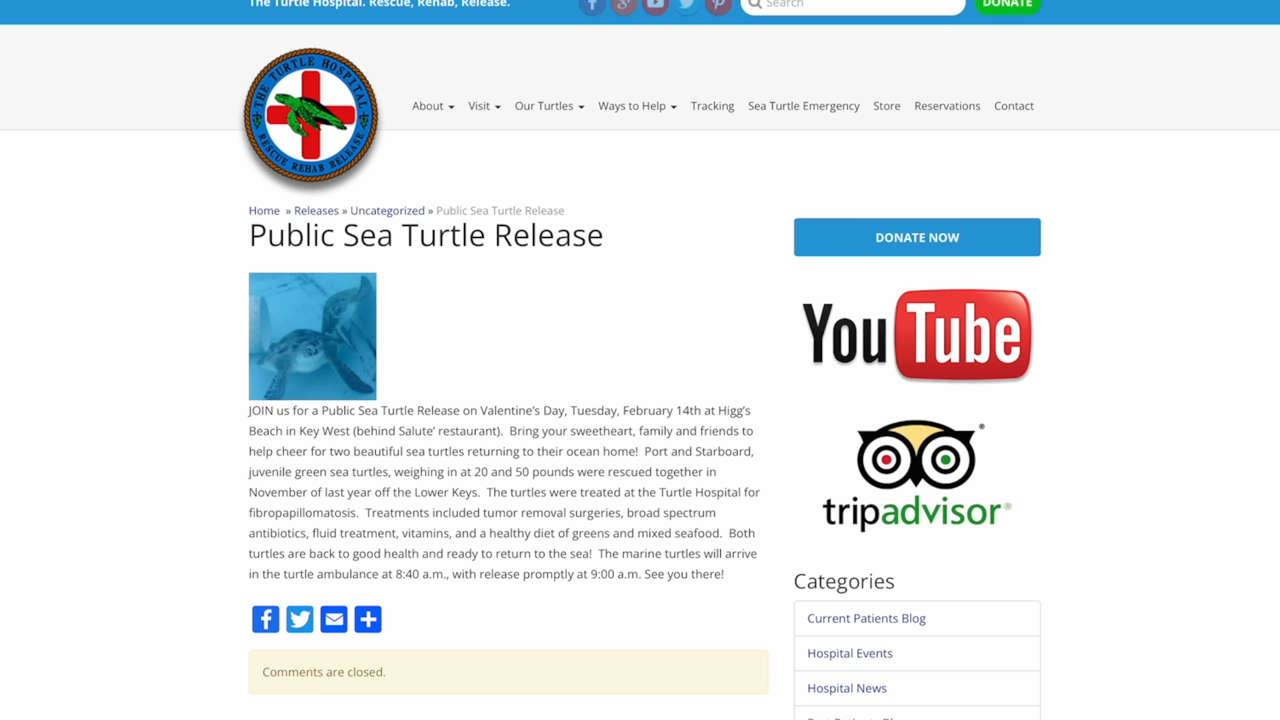 The Turtle Hospital. Rescue, Rehab, Release.
Search
DONATE
THE TURTLE HOSPITAL
RESCUE REHAB RELEASE
About Visit Our Turtles Ways to Help Tracking Sea Turtle Emergency Store Reservations Contact
Home » Releases » Uncategorized » Public Sea Turtle Release
Public Sea Turtle Release
JOIN us for a Public Sea Turtle Release on Valentine’s Day, Tuesday, February 14th at Higg’s
Beach in Key West (behind Salute’ restaurant).  Bring your sweetheart, family and friends to
help cheer for two beautiful sea turtles returning to their ocean home!  Port and Starboard,
juvenile green sea turtles, weighing in at 20 and 50 pounds were rescued together in
November of last year off the Lower Keys.  The turtles were treated at the Turtle Hospital for
fibropapillomatosis.  Treatments included tumor removal surgeries, broad spectrum
antibiotics, fluid treatment, vitamins, and a healthy diet of greens and mixed seafood.  Both
turtles are back to good health and ready to return to the sea!  The marine turtles will arrive
in the turtle ambulance at 8:40 a.m., with release promptly at 9:00 a.m. See you there!
Comments are closed.
DONATE NOW
YouTube
tripadvisor®
Categories
Current Patients Blog
Hospital Events
Hospital News